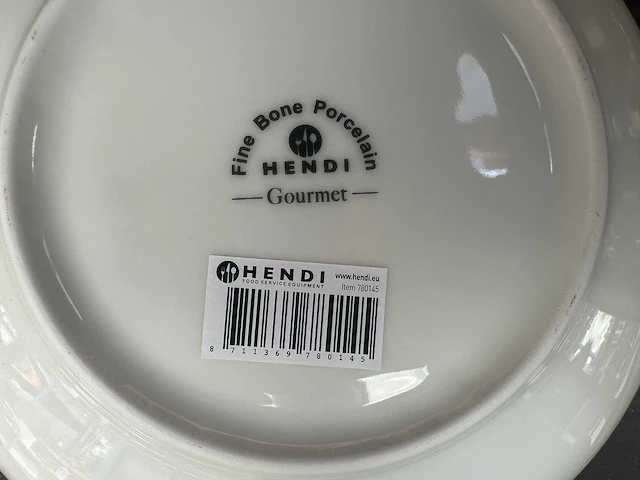 Fine Bone Porcelain
HENDI
Gourmet
HENDI www.hendi.eu
FOOD SERVICE EQUIPMENT Item 780145
8 711369 780145